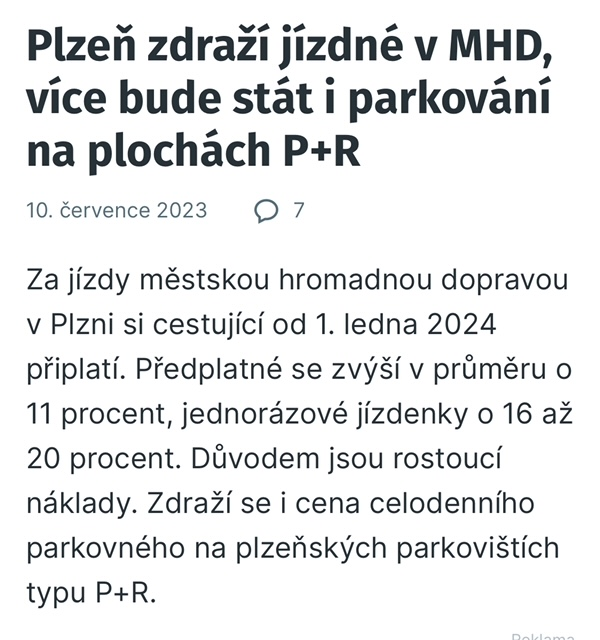 Plzeň zdraží jízdné v MHD,
více bude stát i parkování
na plochách P+R
10. července 2023 7
Za jízdy městskou hromadnou dopravou
v Plzni si cestující od 1. ledna 2024
připlatí. Předplatné se zvýší v průměru o
11 procent, jednorázové jízdenky o 16 až
20 procent. Důvodem jsou rostoucí
náklady. Zdraží se i cena celodenního
parkovného na plzeňských parkovištích
typu P+R.
Reklama